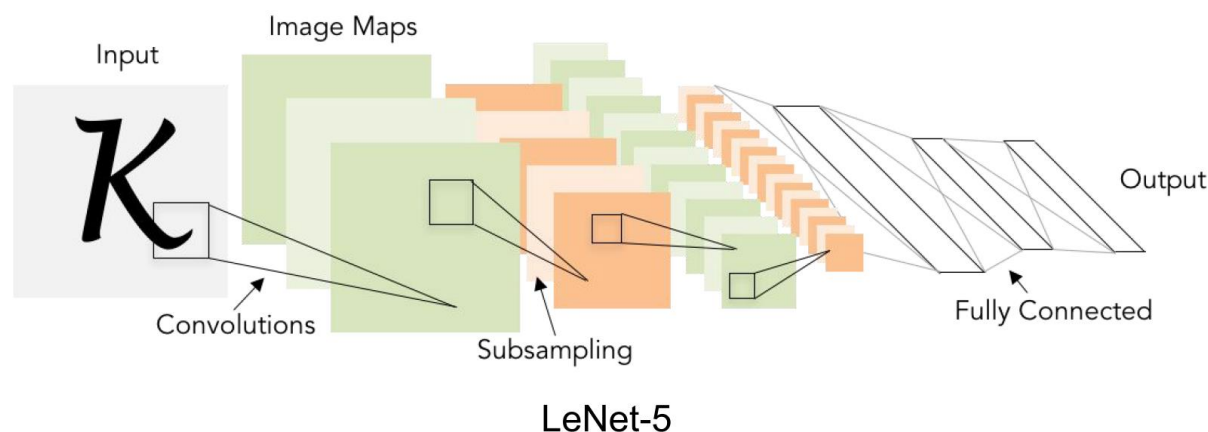 Image Maps
Input
K
Output
Convolutions
Fully Connected
Subsampling
LeNet-5